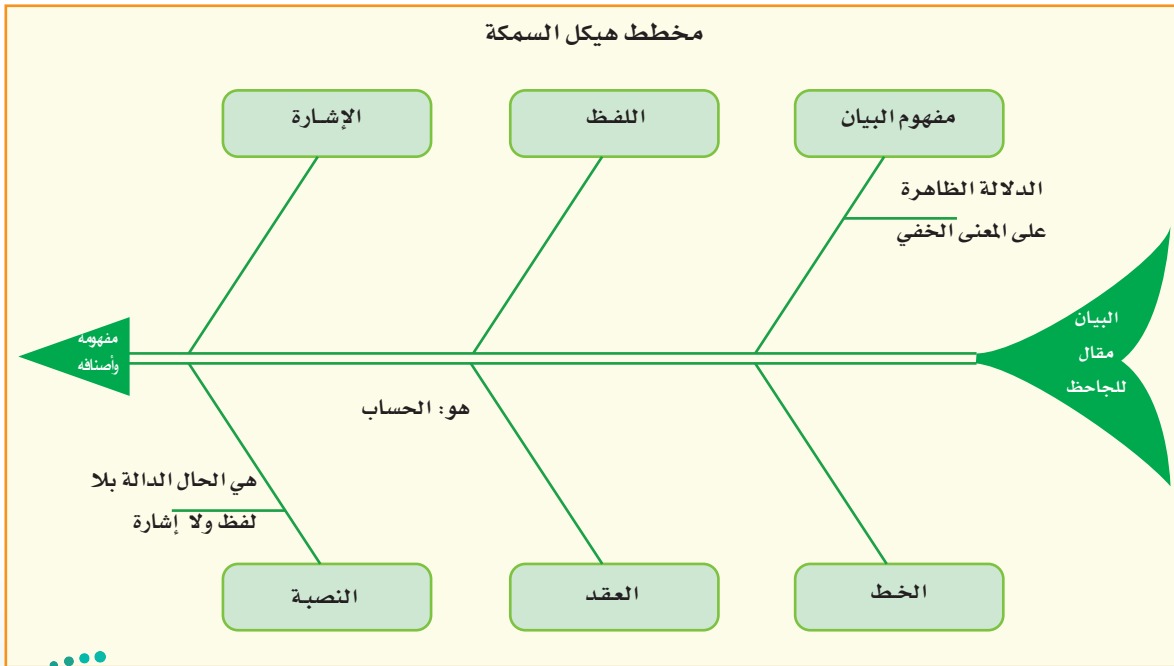 مخطط هيكل السمكة
مفهوم البيان
اللفظ
الإشارة
الدلالة الظاهرة
على المعنى الخفي
البيان
مقال
للجاحظ
مفهومه
وأصنافه
هو: الحساب
هي الحال الدالة بلا
لفظ ولا إشارة
الخط
العقد
النصبة